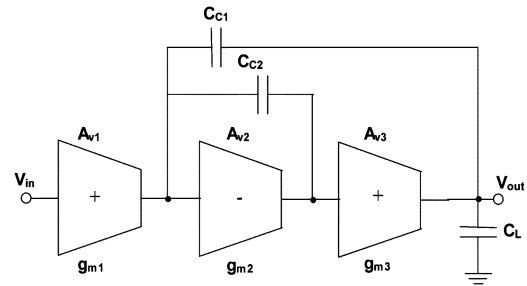 C_C1
C_C2
A_v1 A_v2 A_v3
V_in + - + V_out
C_L
g_m1 g_m2 g_m3